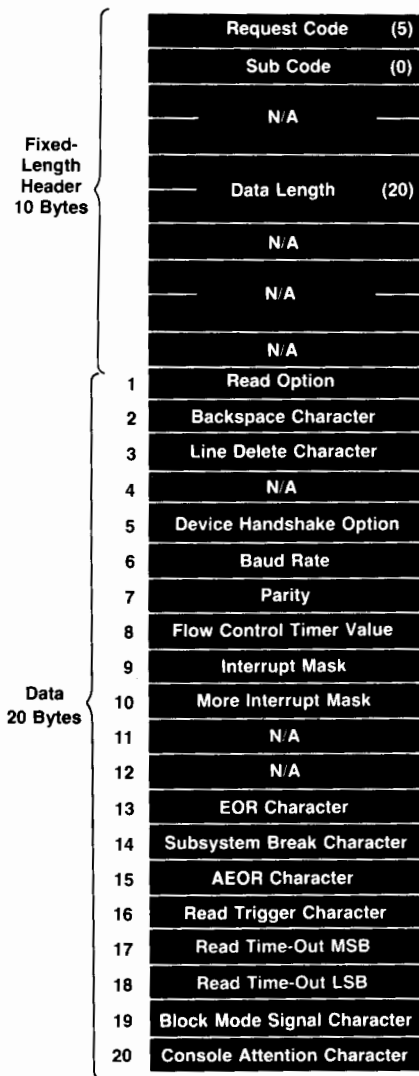 Request Code (5)
Sub Code (0)
N/A
Data Length (20)
N/A
N/A
N/A
Fixed-
Length
Header
10 Bytes
1 Read Option
2 Backspace Character
3 Line Delete Character
4 N/A
5 Device Handshake Option
6 Baud Rate
7 Parity
8 Flow Control Timer Value
9 Interrupt Mask
10 More Interrupt Mask
11 N/A
12 N/A
13 EOR Character
14 Subsystem Break Character
15 AEOR Character
16 Read Trigger Character
17 Read Time-Out MSB
18 Read Time-Out LSB
19 Block Mode Signal Character
20 Console Attention Character
Data
20 Bytes